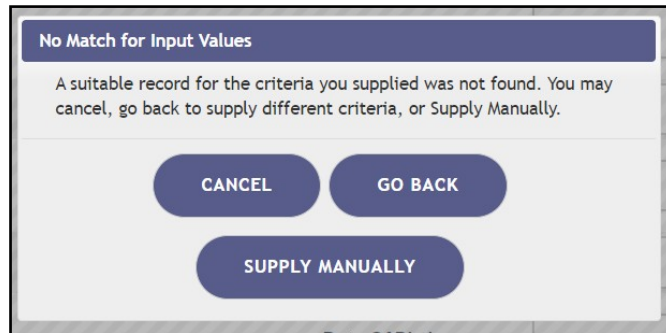 No Match for Input Values
A suitable record for the criteria you supplied was not found. You may
cancel, go back to supply different criteria, or Supply Manually.
CANCEL
GO BACK
SUPPLY MANUALLY